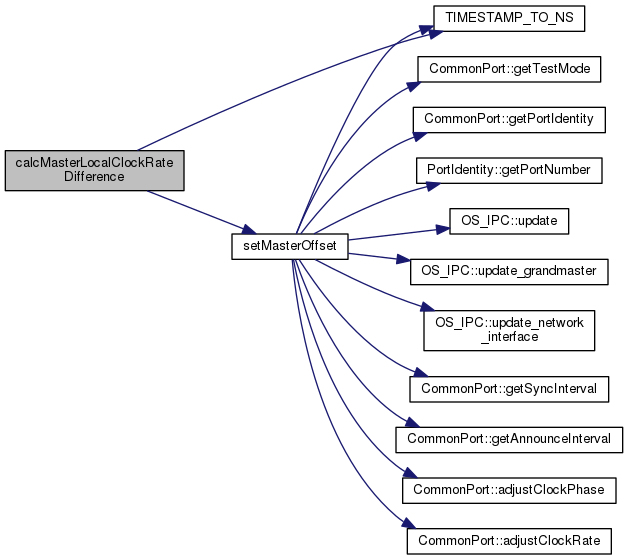 TIMESTAMP_TO_NS
CommonPort::getTestMode
CommonPort::getPortIdentity
calcMasterLocalClockRate
Difference
PortIdentity::getPortNumber
OS_IPC::update
setMasterOffset
OS_IPC::update_grandmaster
OS_IPC::update_network
_interface
CommonPort::getSyncInterval
CommonPort::getAnnounceInterval
CommonPort::adjustClockPhase
CommonPort::adjustClockRate